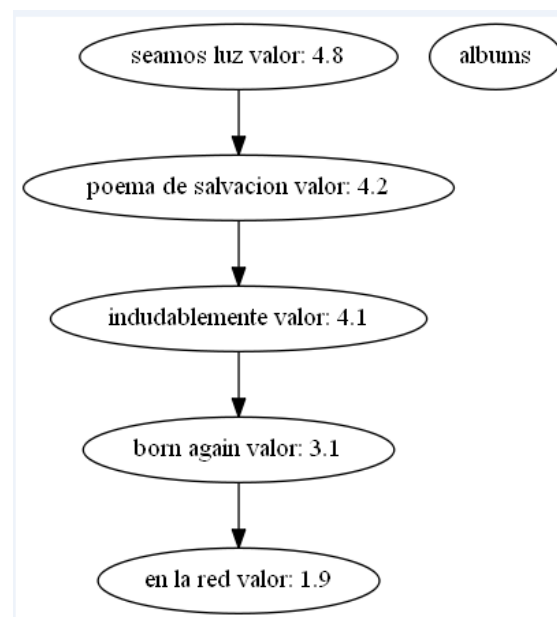 seamos luz valor: 4.8
albums
poema de salvacion valor: 4.2
indudablemente valor: 4.1
born again valor: 3.1
en la red valor: 1.9